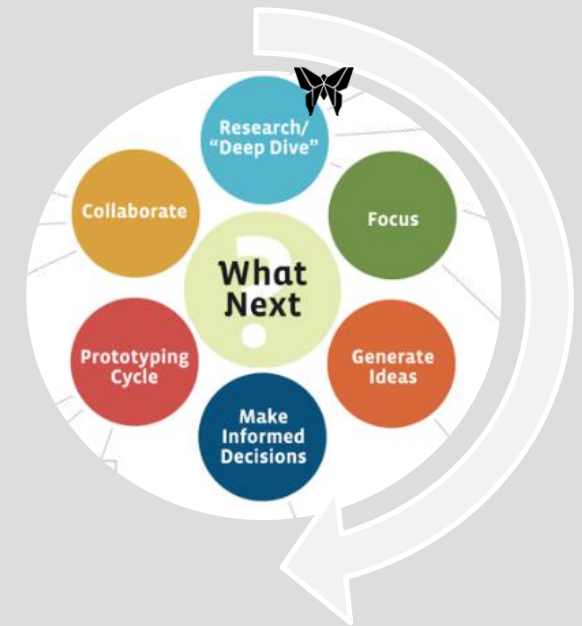 Research/
“Deep Dive”
Focus
Generate
Ideas
Make
Informed
Decisions
Prototyping
Cycle
Collaborate
What
Next
?